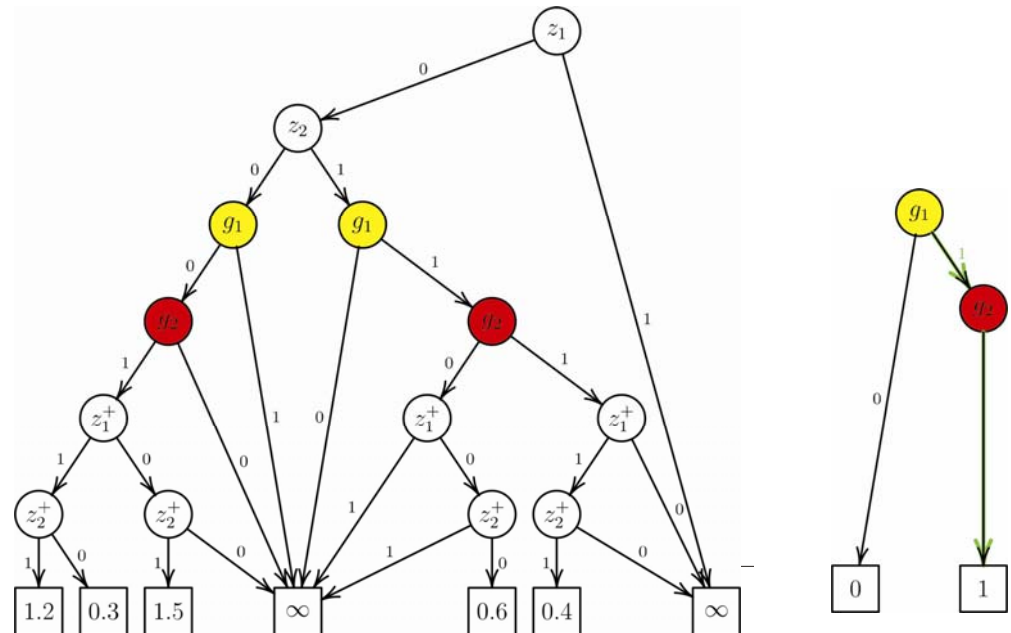 z₁
0
z₂
0 1
g₁ g₁ g₁
0 1 1
g₂ g₂ g₂
1 0 1 1
0
z₁⁺ z₁⁺ z₁⁺
1 0 0 1 0 1 0
1 0
z₂⁺ z₂⁺ z₂⁺ z₂⁺
1 0 1 0 1 0 1 0
1.2 0.3 1.5 ∞ 0.6 0.4 ∞ 0 1